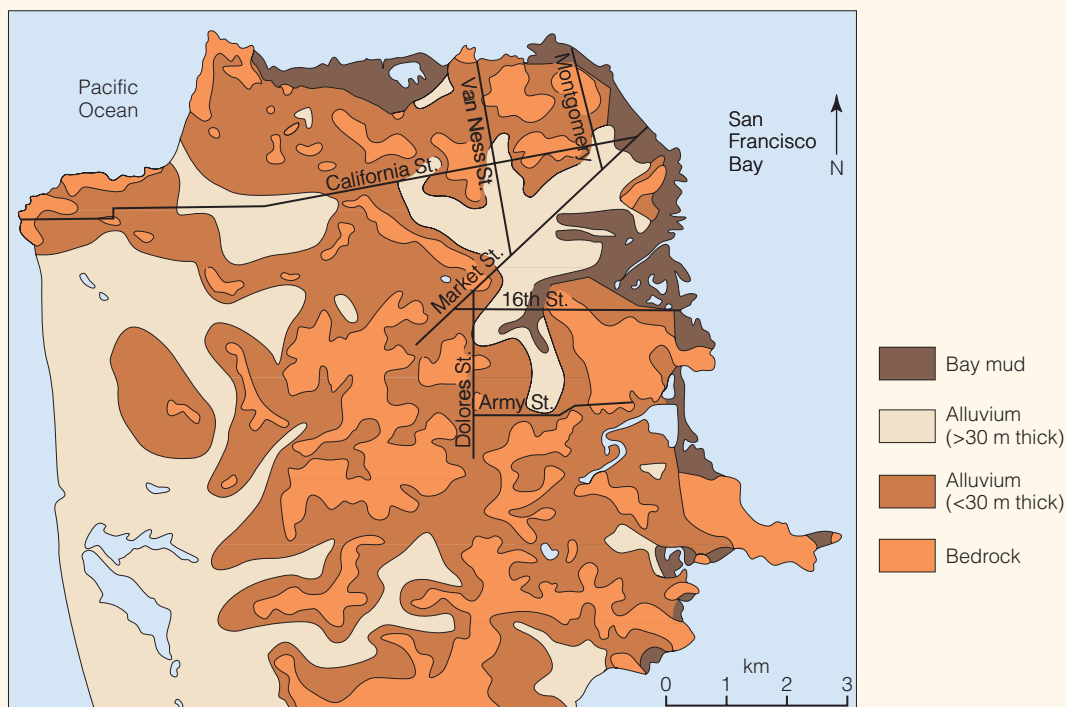 Pacific
Ocean
San
Francisco
Bay
N
Van Ness St.
Montgomery
California St.
Market St.
16th St.
Dolores St.
Army St.
Bay mud
Alluvium
(>30 m thick)
Alluvium
(<30 m thick)
Bedrock
km
0 1 2 3